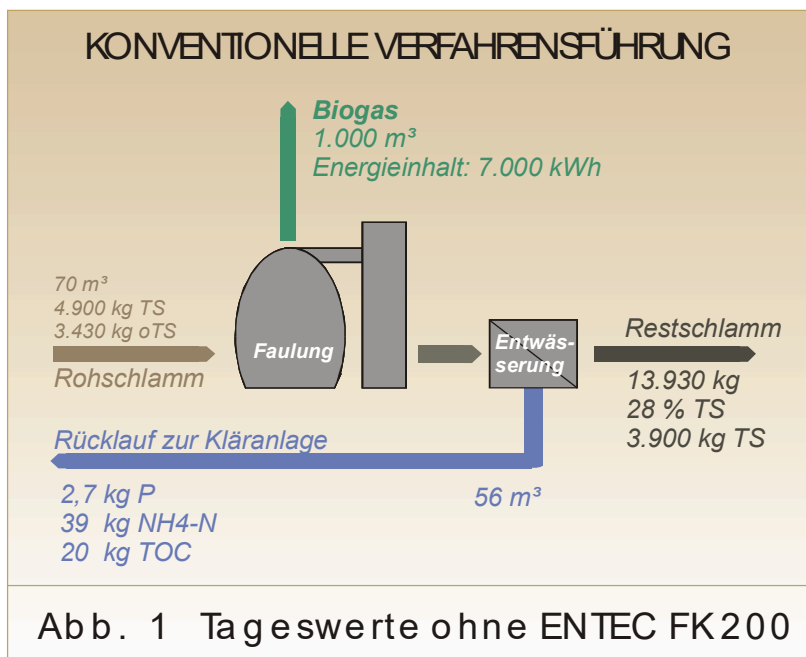 KONVENTIONELLE VERFAHRENSFÜHRUNG
Biogas
1.000 m³
Energieinhalt: 7.000 kWh
70 m³
4.900 kg TS
3.430 kg oTS
Rohschlamm
Faulung
Entwäs-
serung
Restschlamm
13.930 kg
28 % TS
3.900 kg TS
Rücklauf zur Kläranlage
2,7 kg P
39 kg NH4-N
20 kg TOC
56 m³
Abb. 1 Tageswerte ohne ENTEC FK200